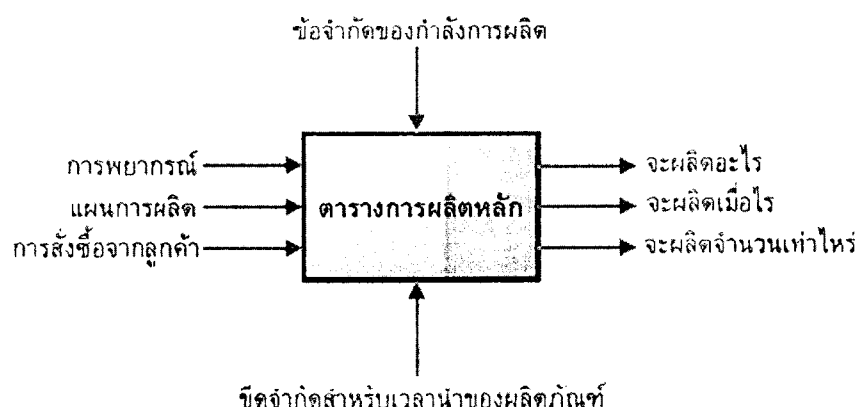 ข้อจำกัดของกำลังการผลิต
การพยากรณ์
แผนการผลิต
การสั่งซื้อจากลูกค้า
ตารางการผลิตหลัก
จะผลิตอะไร
จะผลิตเมื่อไร
จะผลิตจำนวนเท่าไหร่
ขีดจำกัดสำหรับเวลานำของผลิตภัณฑ์